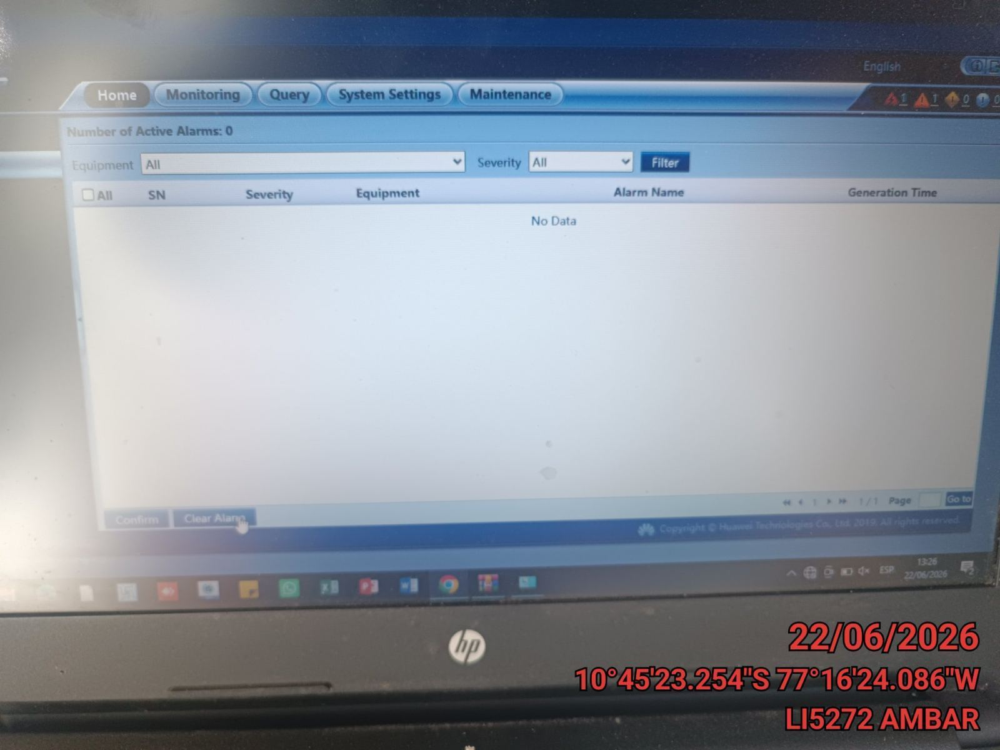 English
Home Monitoring Query System Settings Maintenance
1 1 0 0
Number of Active Alarms: 0
Equipment All Severity All Filter
All SN Severity Equipment Alarm Name Generation Time
No Data
1 1/1 Page Go to
Confirm Clear Alarm
Copyright © Huawei Technologies Co., Ltd. 2019. All rights reserved.
ESP
13:26
22/06/2026
hp
22/06/2026
10°45'23.254"S 77°16'24.086"W
LI5272 AMBAR